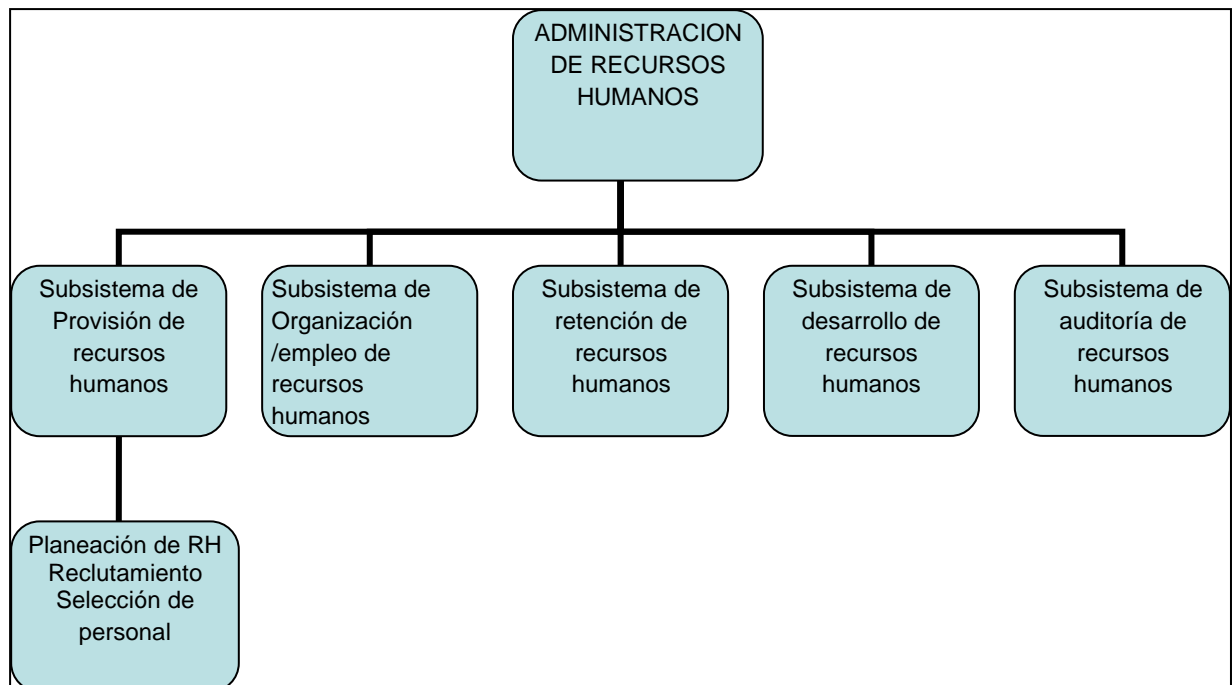 ADMINISTRACION
DE RECURSOS
HUMANOS
Subsistema de
Provisión de
recursos
humanos
Subsistema de
Organización
/empleo de
recursos
humanos
Subsistema de
retención de
recursos
humanos
Subsistema de
desarrollo de
recursos
humanos
Subsistema de
auditoría de
recursos
humanos
Planeación de RH
Reclutamiento
Selección de
personal